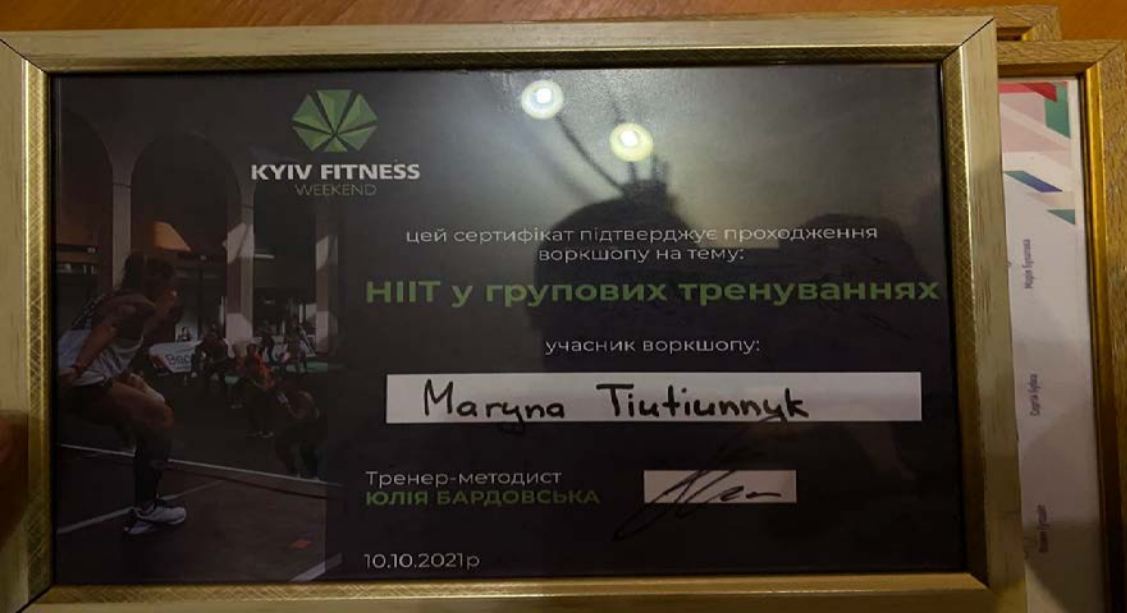 KYIV FITNESS
WEEKEND
цей сертифікат підтверджує проходження
воркшопу на тему:
HIIT у групових тренуваннях
учасник воркшопу:
Maryna Tiutiunnyk
Тренер-методист
ЮЛІЯ БАРДОВСЬКА
10.10.2021р